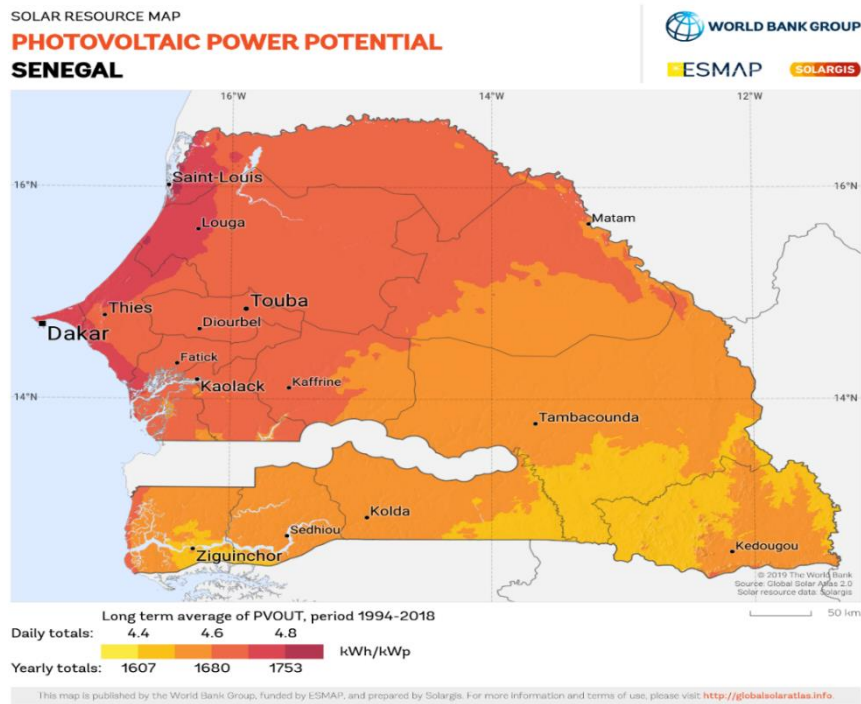 SOLAR RESOURCE MAP
PHOTOVOLTAIC POWER POTENTIAL
SENEGAL
WORLD BANK GROUP
ESMAP
SOLARGIS
16°W
14°W
12°W
16°N
16°N
Saint-Louis
Louga
Matam
Thies
Touba
Dakar
Diourbel
Fatick
Kaolack
Kaffrine
14°N
14°N
Tambacounda
Kolda
Sedhiou
Ziguinchor
Kedougou
© 2019 The World Bank
Source: Global Solar Atlas 2.0
Solar resource data: Solargis
Long term average of PVOUT, period 1994-2018
50 km
Daily totals: 4.4 4.6 4.8
kWh/kWp
Yearly totals: 1607 1680 1753
This map is published by the World Bank Group, funded by ESMAP, and prepared by Solargis. For more information and terms of use, please visit http://globalsolaratlas.info.